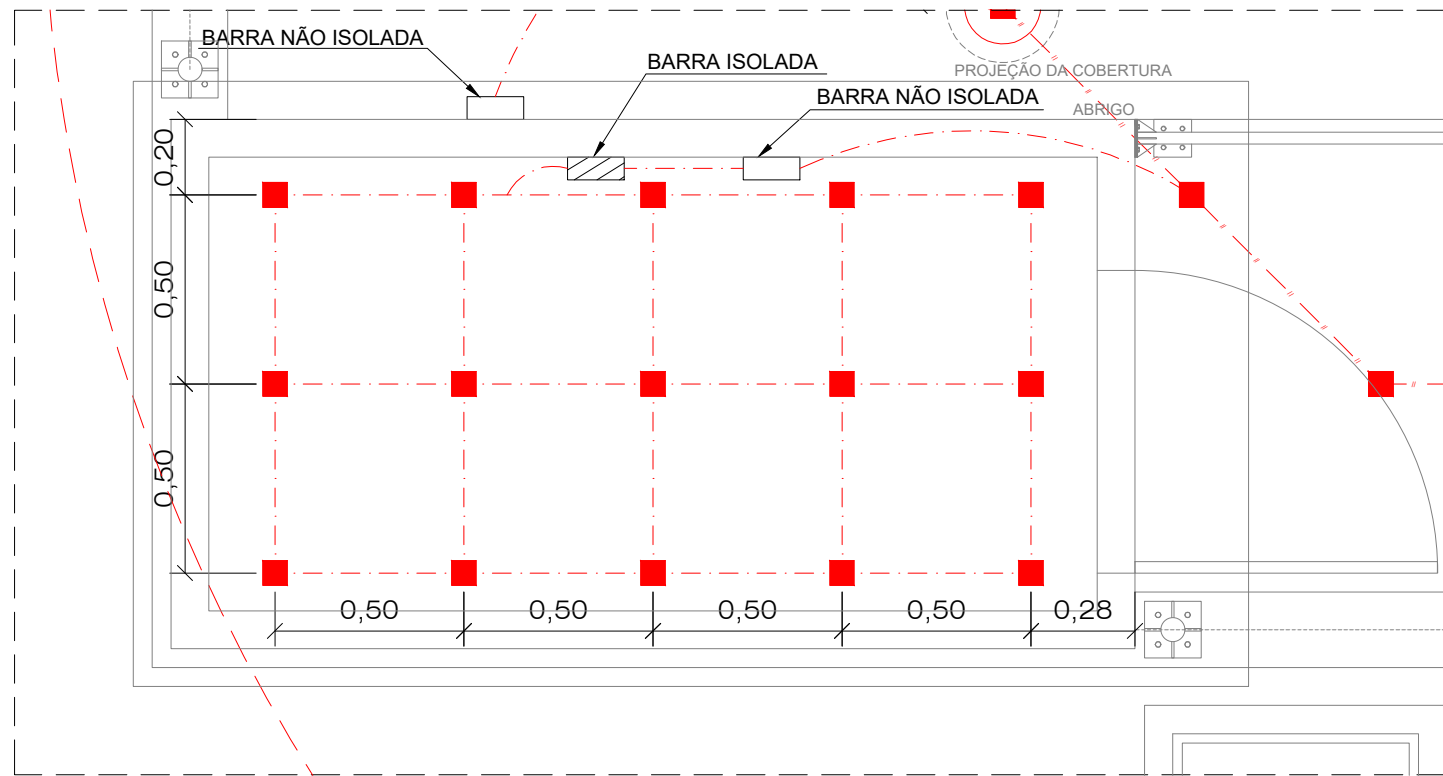 BARRA NÃO ISOLADA
BARRA ISOLADA
PROJEÇÃO DA COBERTURA
BARRA NÃO ISOLADA
ABRIGO
0,20
0,50
0,50
0,50
0,50
0,50
0,50
0,28